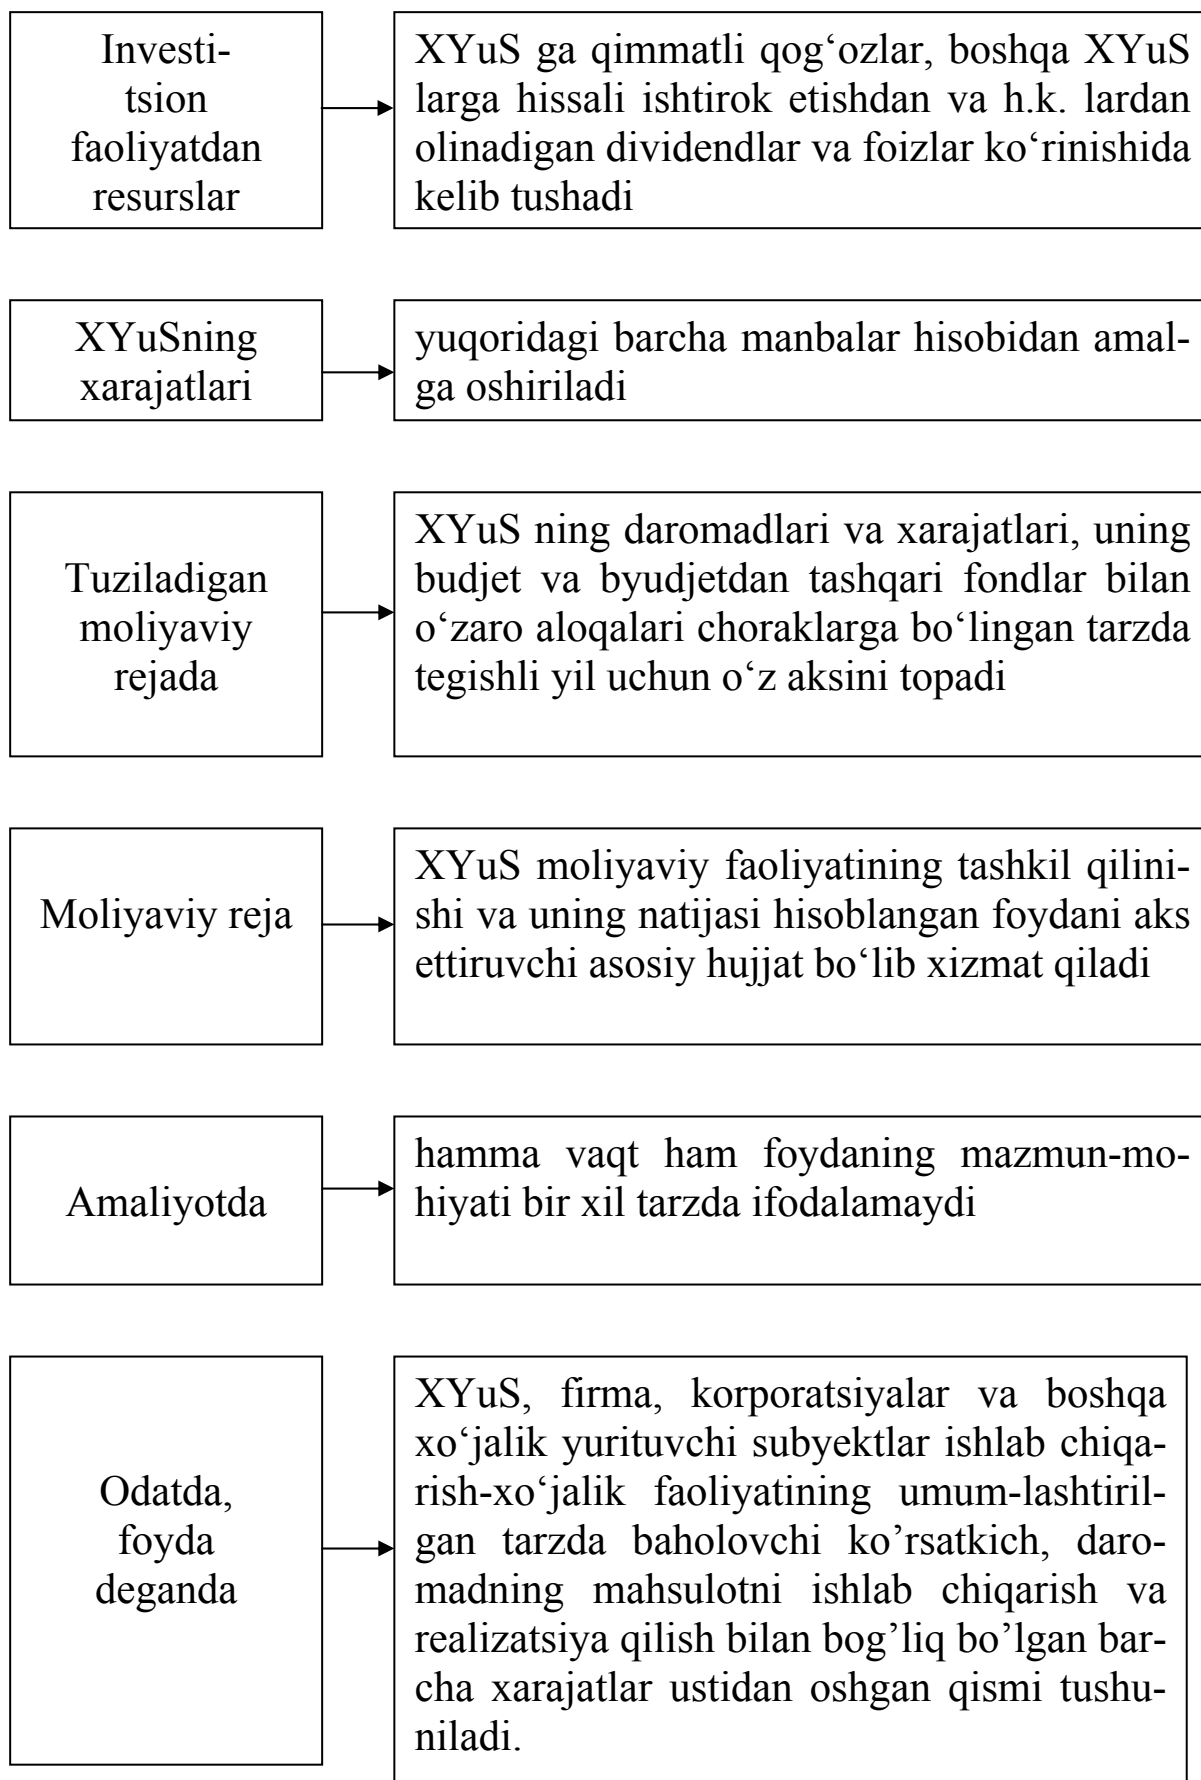 Investi-
tsion
faoliyatdan
resurslar
XYuS ga qimmatli qog‘ozlar, boshqa XYuS
larga hissali ishtirok etishdan va h.k. lardan
olinadigan dividendlar va foizlar ko‘rinishida
kelib tushadi
XYuSning
xarajatlari
yuqoridagi barcha manbalar hisobidan amal-
ga oshiriladi
Tuziladigan
moliyaviy
rejada
XYuS ning daromadlari va xarajatlari, uning
budjet va byudjetdan tashqari fondlar bilan
o‘zaro aloqalari choraklarga bo‘lingan tarzda
tegishli yil uchun o‘z aksini topadi
Moliyaviy reja
XYuS moliyaviy faoliyatining tashkil qilini-
shi va uning natijasi hisoblangan foydani aks
ettiruvchi asosiy hujjat bo‘lib xizmat qiladi
Amaliyotda
hamma vaqt ham foydaning mazmun-mo-
hiyati bir xil tarzda ifodalamaydi
Odatda,
foyda
deganda
XYuS, firma, korporatsiyalar va boshqa
xo‘jalik yurituvchi subyektlar ishlab chiqa-
rish-xo‘jalik faoliyatining umum-lashtiril-
gan tarzda baholovchi ko’rsatkich, daro-
madning mahsulotni ishlab chiqarish va
realizatsiya qilish bilan bog’liq bo’lgan bar-
cha xarajatlar ustidan oshgan qismi tushu-
niladi.